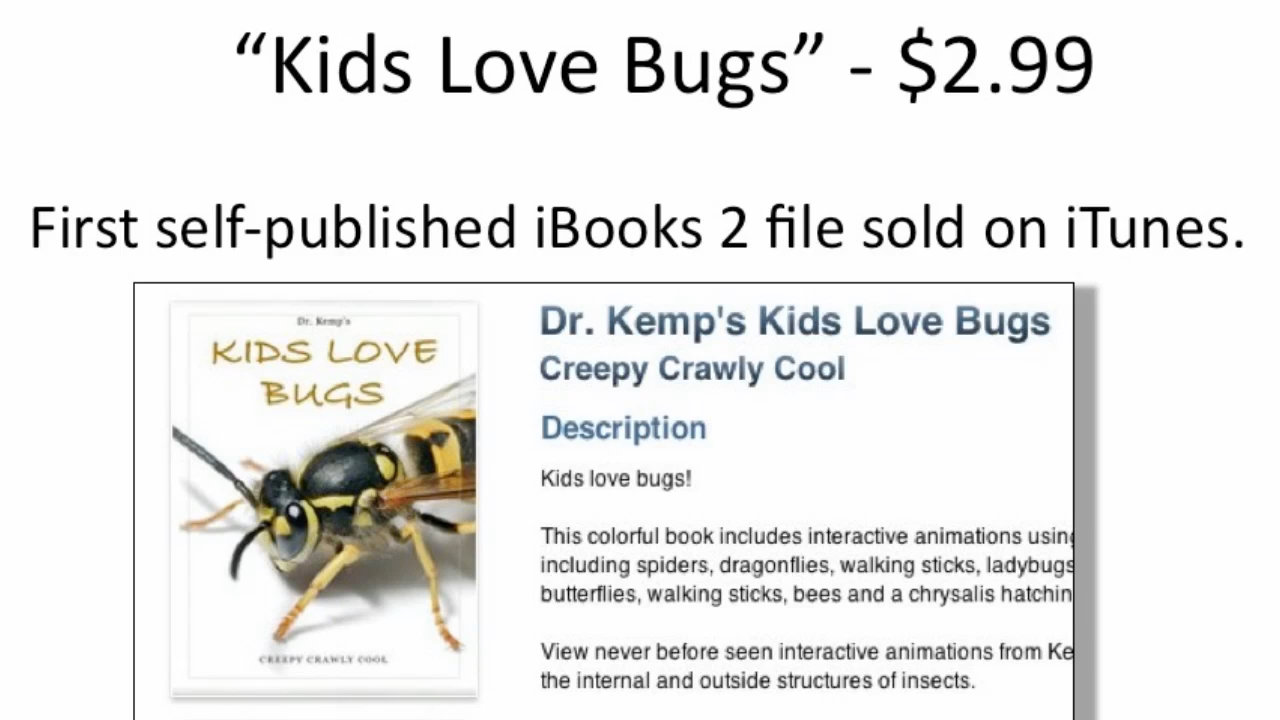 “Kids Love Bugs” - $2.99
First self-published iBooks 2 file sold on iTunes.
Dr. Kemp's
KIDS LOVE
BUGS
CREEPY CRAWLY COOL
Dr. Kemp's Kids Love Bugs
Creepy Crawly Cool
Description
Kids love bugs!
This colorful book includes interactive animations using
including spiders, dragonflies, walking sticks, ladybugs
butterflies, walking sticks, bees and a chrysalis hatchin
View never before seen interactive animations from Ke
the internal and outside structures of insects.